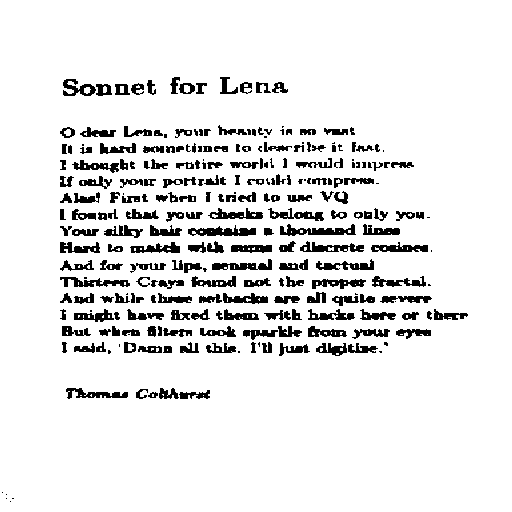 Sonnet for Lena
O dear Lena, your beauty is so vast
It is hard sometimes to describe it fast.
I thought the entire world I would impress
If only your portrait I could compress.
Alas! First when I tried to use VQ
I found that your cheeks belong to only you.
Your silky hair contains a thousand lines
Hard to match with sums of discrete cosines.
And for your lips, sensual and tactual
Thirteen Crays found not the proper fractal.
And while these setbacks are all quite severe
I might have fixed them with hacks here or there
But when filters took sparkle from your eyes
I said, 'Damn all this. I'll just digitize.'
Thomas Colthurst